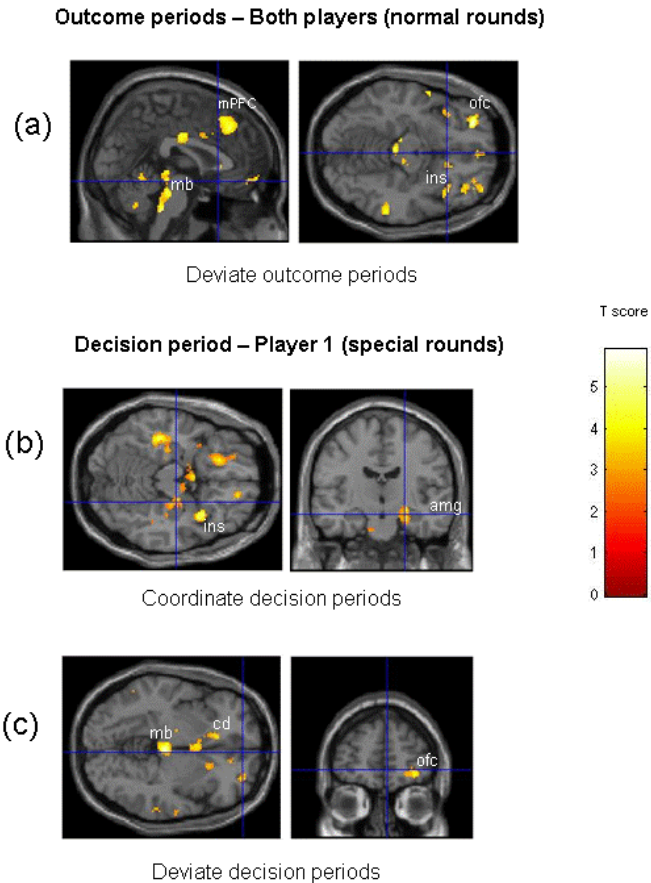 Outcome periods – Both players (normal rounds)
(a)
mPFC
mb
ofc
ins
Deviate outcome periods
Decision period – Player 1 (special rounds)
T score
5
4
3
2
1
0
(b)
ins
amg
Coordinate decision periods
(c)
mb
cd
ofc
Deviate decision periods